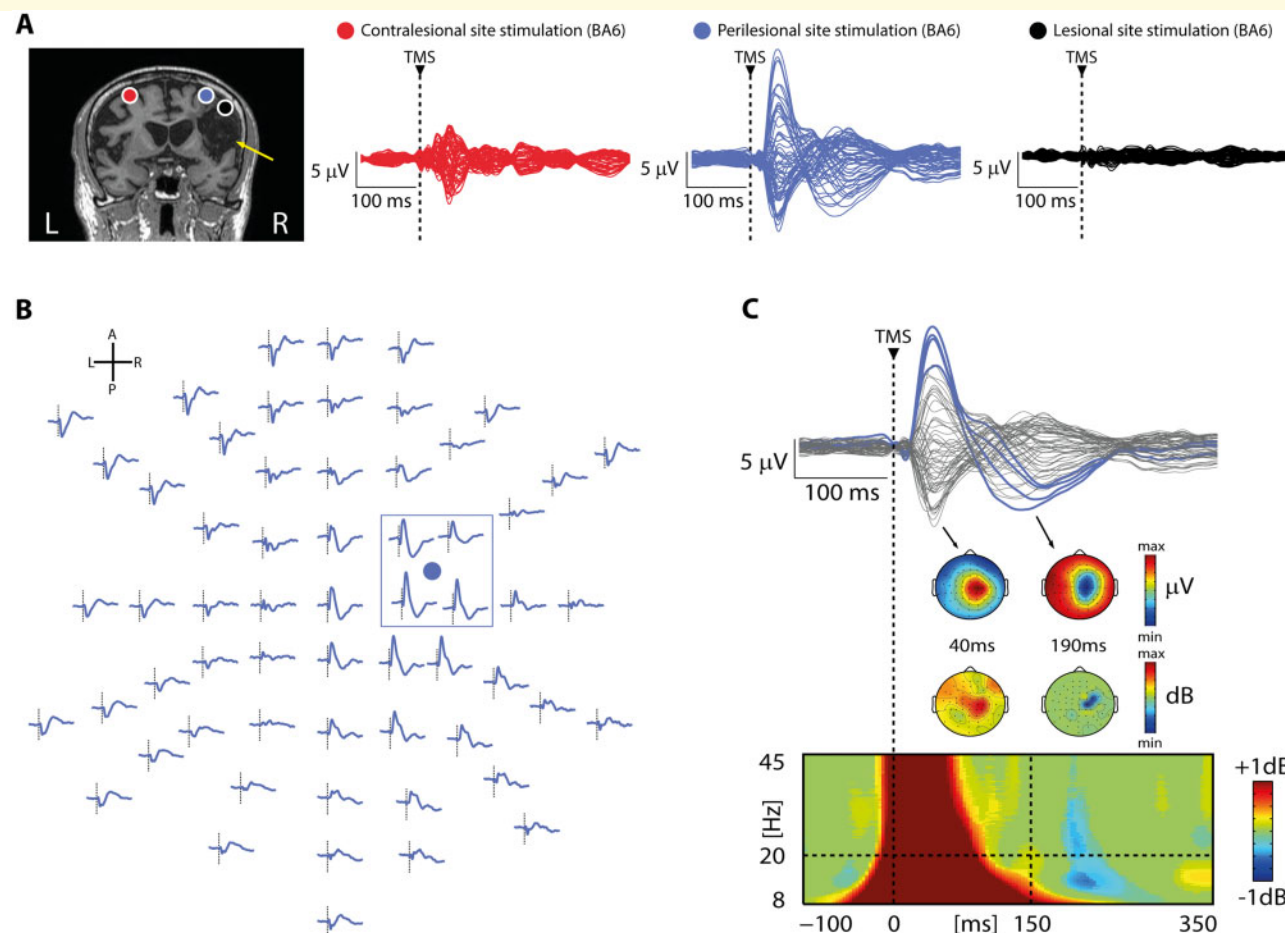 A
Contralesional site stimulation (BA6)
Perilesional site stimulation (BA6)
Lesional site stimulation (BA6)
TMS
TMS
TMS
5 μV
100 ms
5 μV
100 ms
5 μV
100 ms
L
R
B
A
L
R
P
C
TMS
5 μV
100 ms
max
μV
min
40ms
190ms
max
dB
min
45
[Hz]
20
8
+1dB
-1dB
−100
0
[ms]
150
350